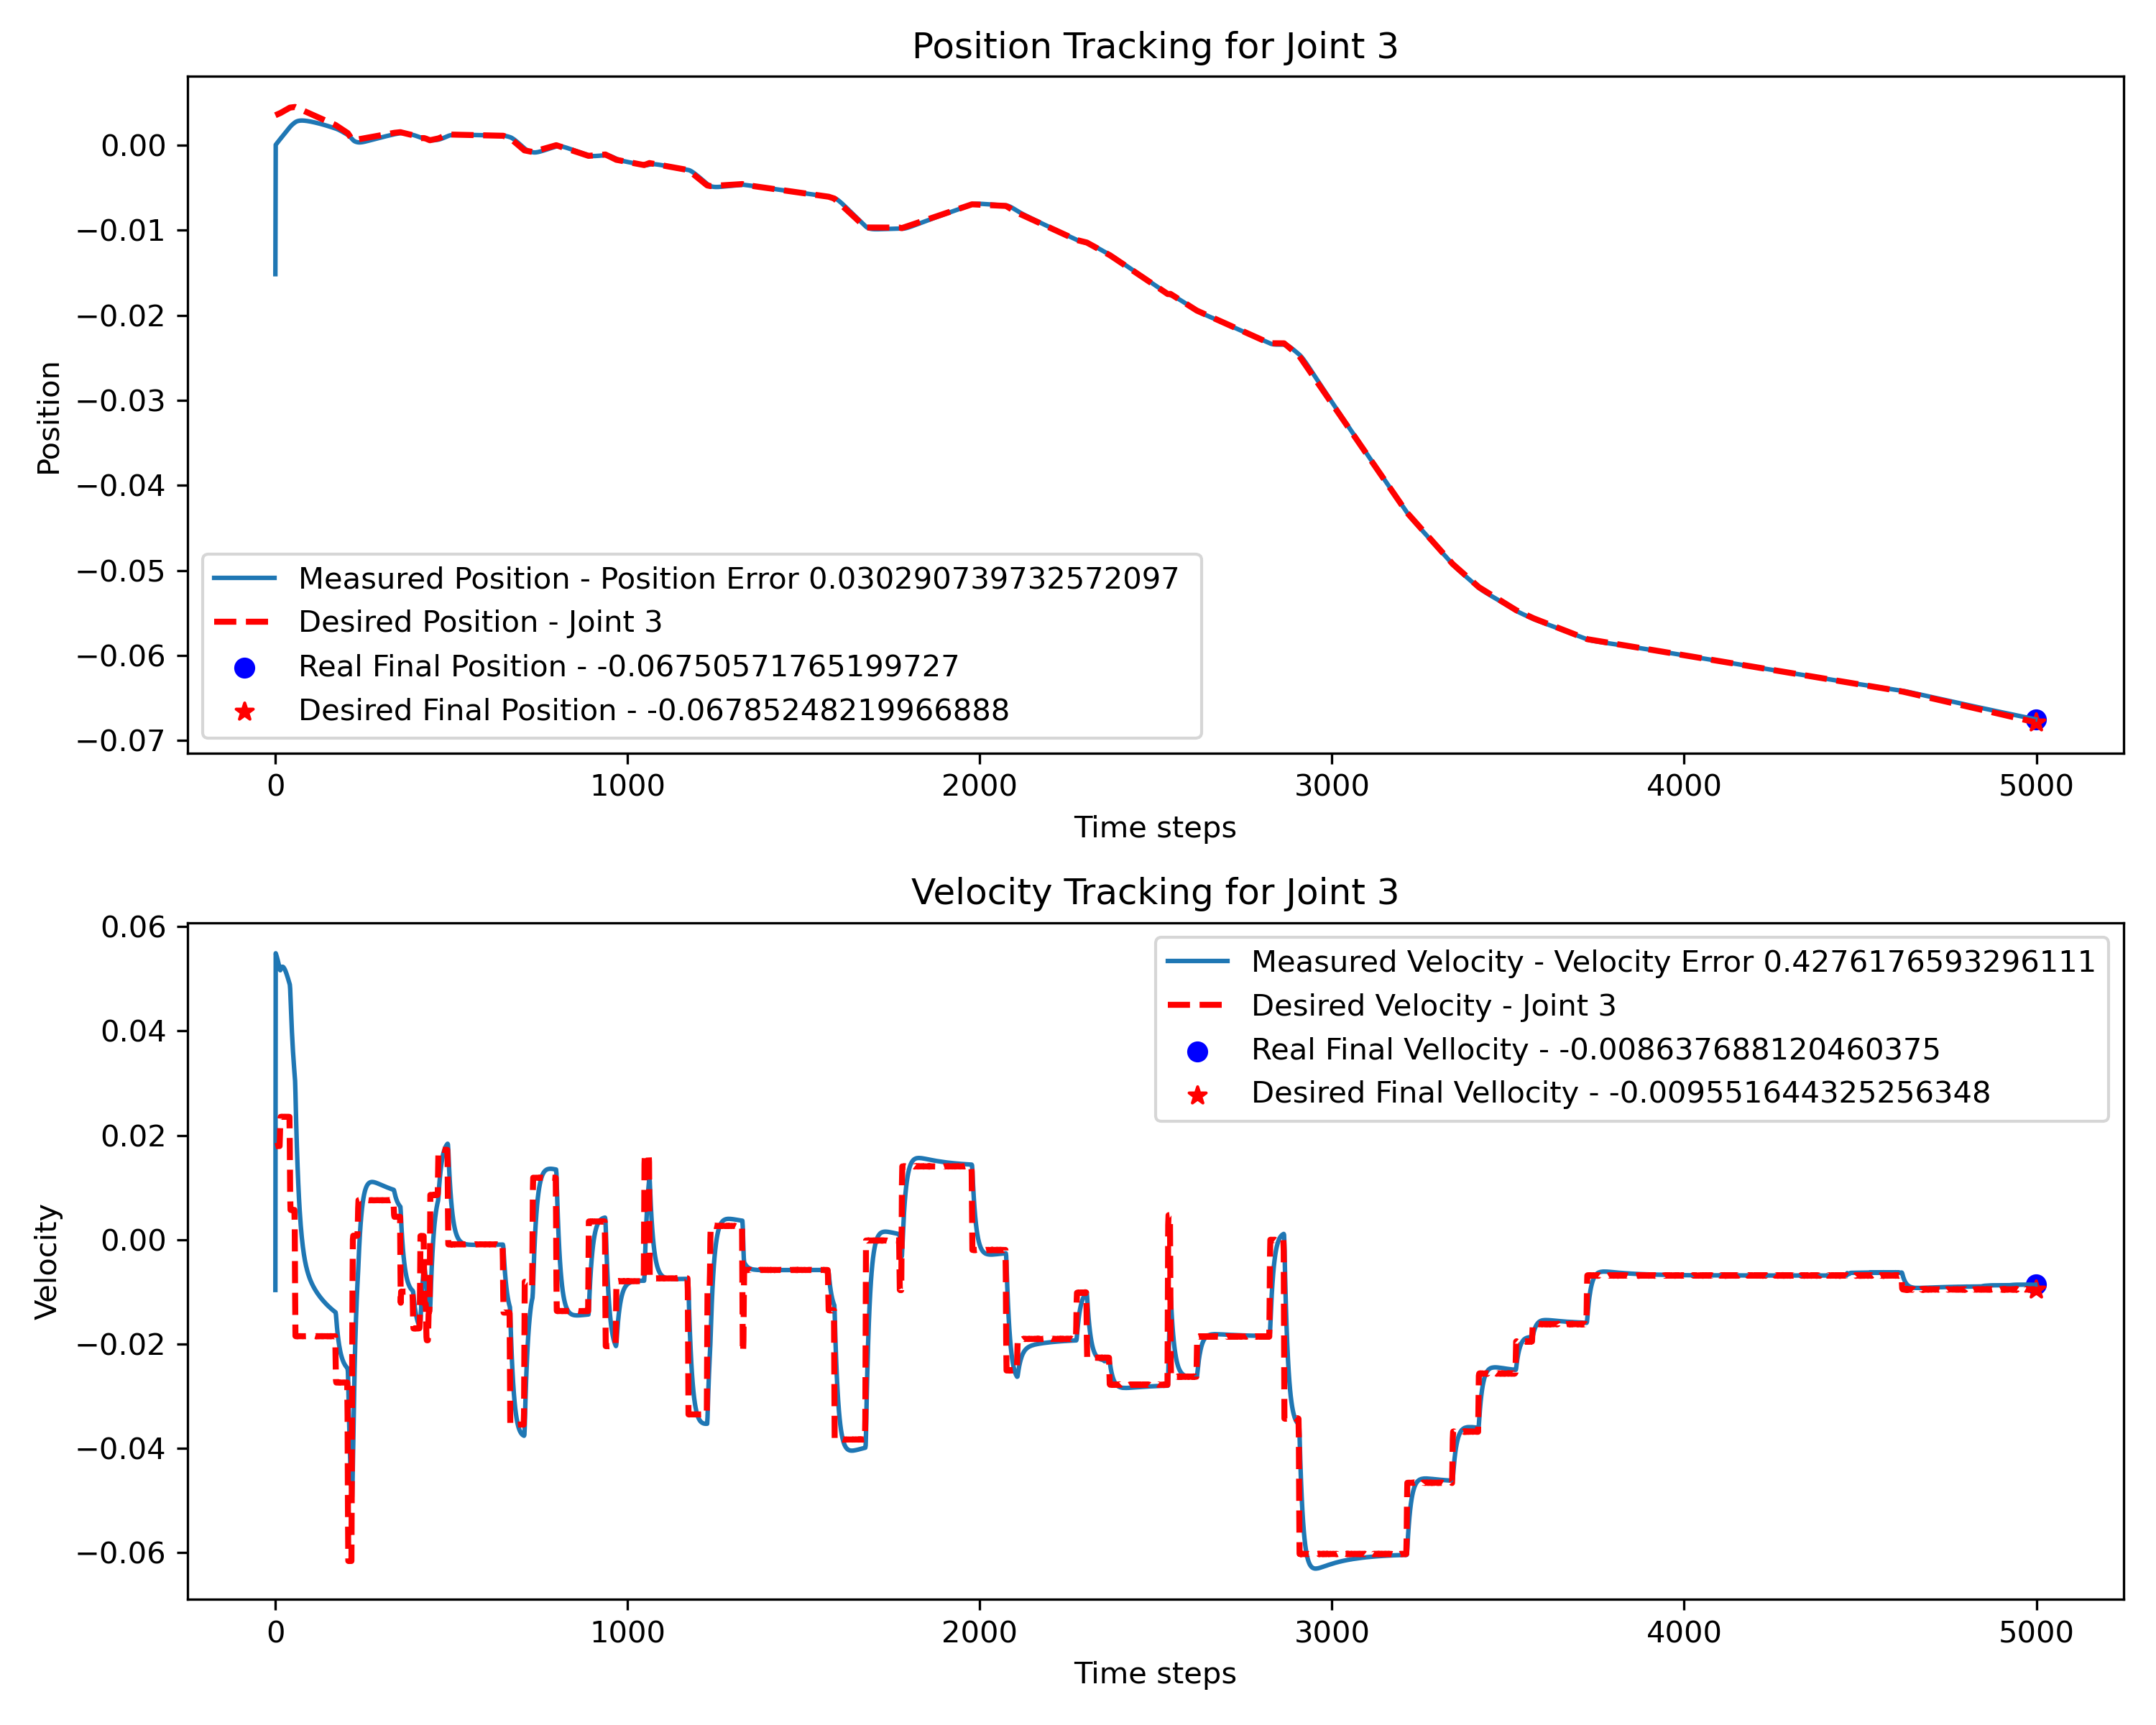 Position Tracking for Joint 3
0.00
−0.01
−0.02
−0.03
−0.04
−0.05
−0.06
−0.07
Position
Measured Position - Position Error 0.030290739732572097
Desired Position - Joint 3
Real Final Position - -0.06750571765199727
Desired Final Position - -0.06785248219966888
0 1000 2000 3000 4000 5000
Time steps
Velocity Tracking for Joint 3
0.06
0.04
0.02
0.00
−0.02
−0.04
−0.06
Velocity
Measured Velocity - Velocity Error 0.4276176593296111
Desired Velocity - Joint 3
Real Final Vellocity - -0.008637688120460375
Desired Final Vellocity - -0.009551644325256348
0 1000 2000 3000 4000 5000
Time steps